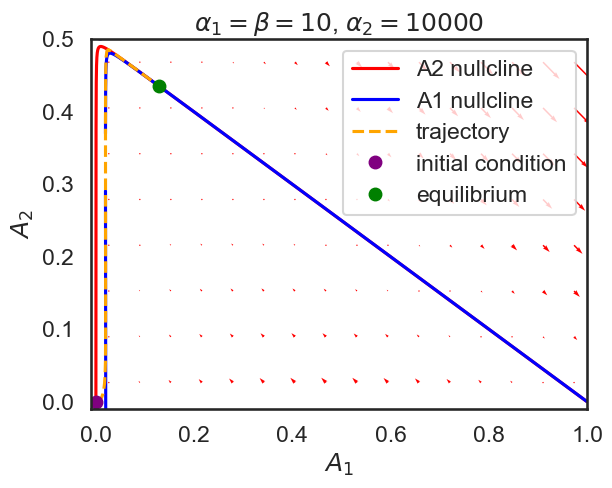 α₁ = β = 10, α₂ = 10000
0.5
0.4
0.3
0.2
0.1
0.0
A₂
A2 nullcline
A1 nullcline
trajectory
initial condition
equilibrium
0.0 0.2 0.4 0.6 0.8 1.0
A₁